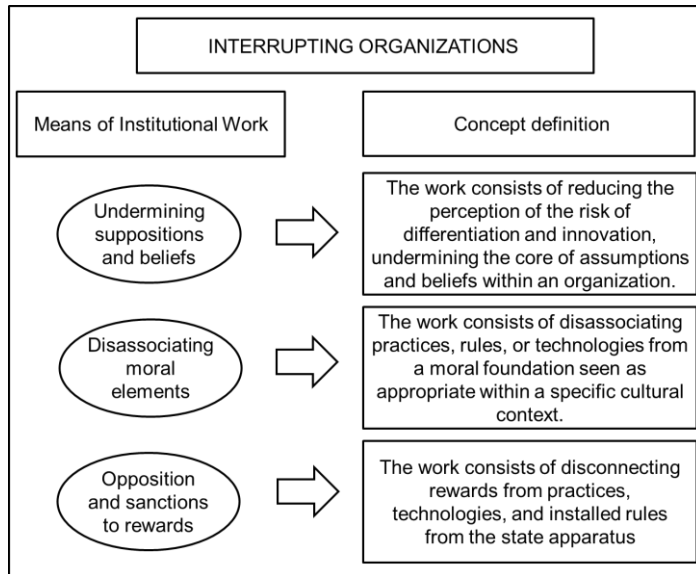 INTERRUPTING ORGANIZATIONS
Means of Institutional Work
Concept definition
Undermining
suppositions
and beliefs
The work consists of reducing the
perception of the risk of
differentiation and innovation,
undermining the core of assumptions
and beliefs within an organization.
Disassociating
moral
elements
The work consists of disassociating
practices, rules, or technologies from
a moral foundation seen as
appropriate within a specific cultural
context.
Opposition
and sanctions
to rewards
The work consists of disconnecting
rewards from practices,
technologies, and installed rules
from the state apparatus